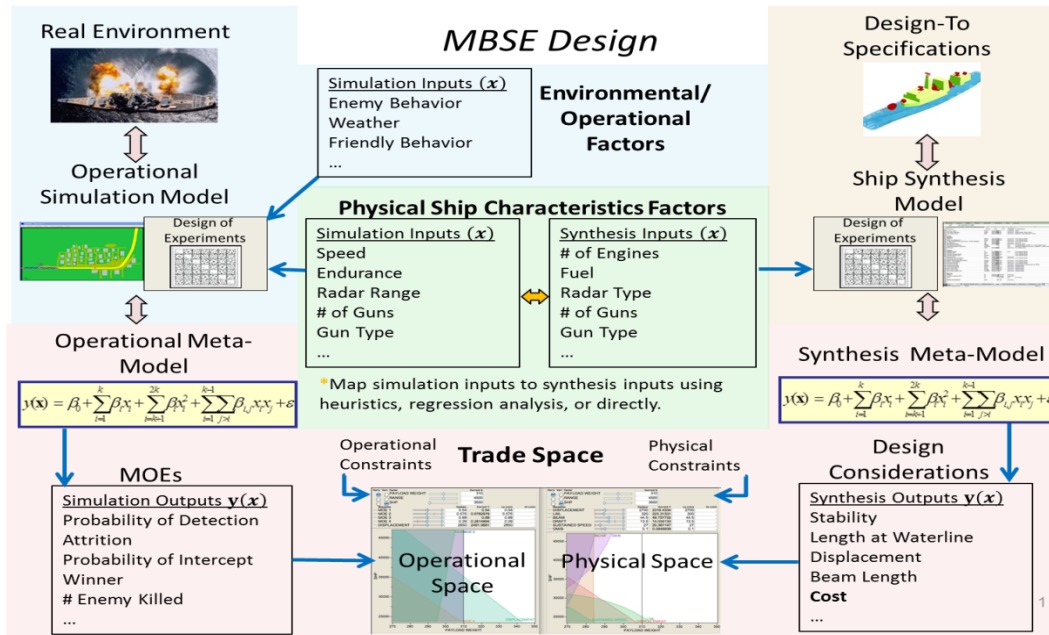 MBSE Design
Real Environment
Operational
Simulation Model
Design of
Experiments
Simulation Inputs (x)
Enemy Behavior
Weather
Friendly Behavior
...
Environmental/
Operational
Factors
Design-To
Specifications
Ship Synthesis
Model
Design of
Experiments
Physical Ship Characteristics Factors
Simulation Inputs (x)
Speed
Endurance
Radar Range
# of Guns
Gun Type
...
Synthesis Inputs (x)
# of Engines
Fuel
Radar Type
# of Guns
Gun Type
...
*Map simulation inputs to synthesis inputs using
heuristics, regression analysis, or directly.
Operational Meta-
Model
Synthesis Meta-Model
MOEs
Simulation Outputs y(x)
Probability of Detection
Attrition
Probability of Intercept
Winner
# Enemy Killed
...
Operational
Constraints
Trade Space
Physical
Constraints
Operational
Space
Physical Space
PAYLOAD WEIGHT
PAYLOAD WEIGHT
Design
Considerations
Synthesis Outputs y(x)
Stability
Length at Waterline
Displacement
Beam Length
Cost
...
1